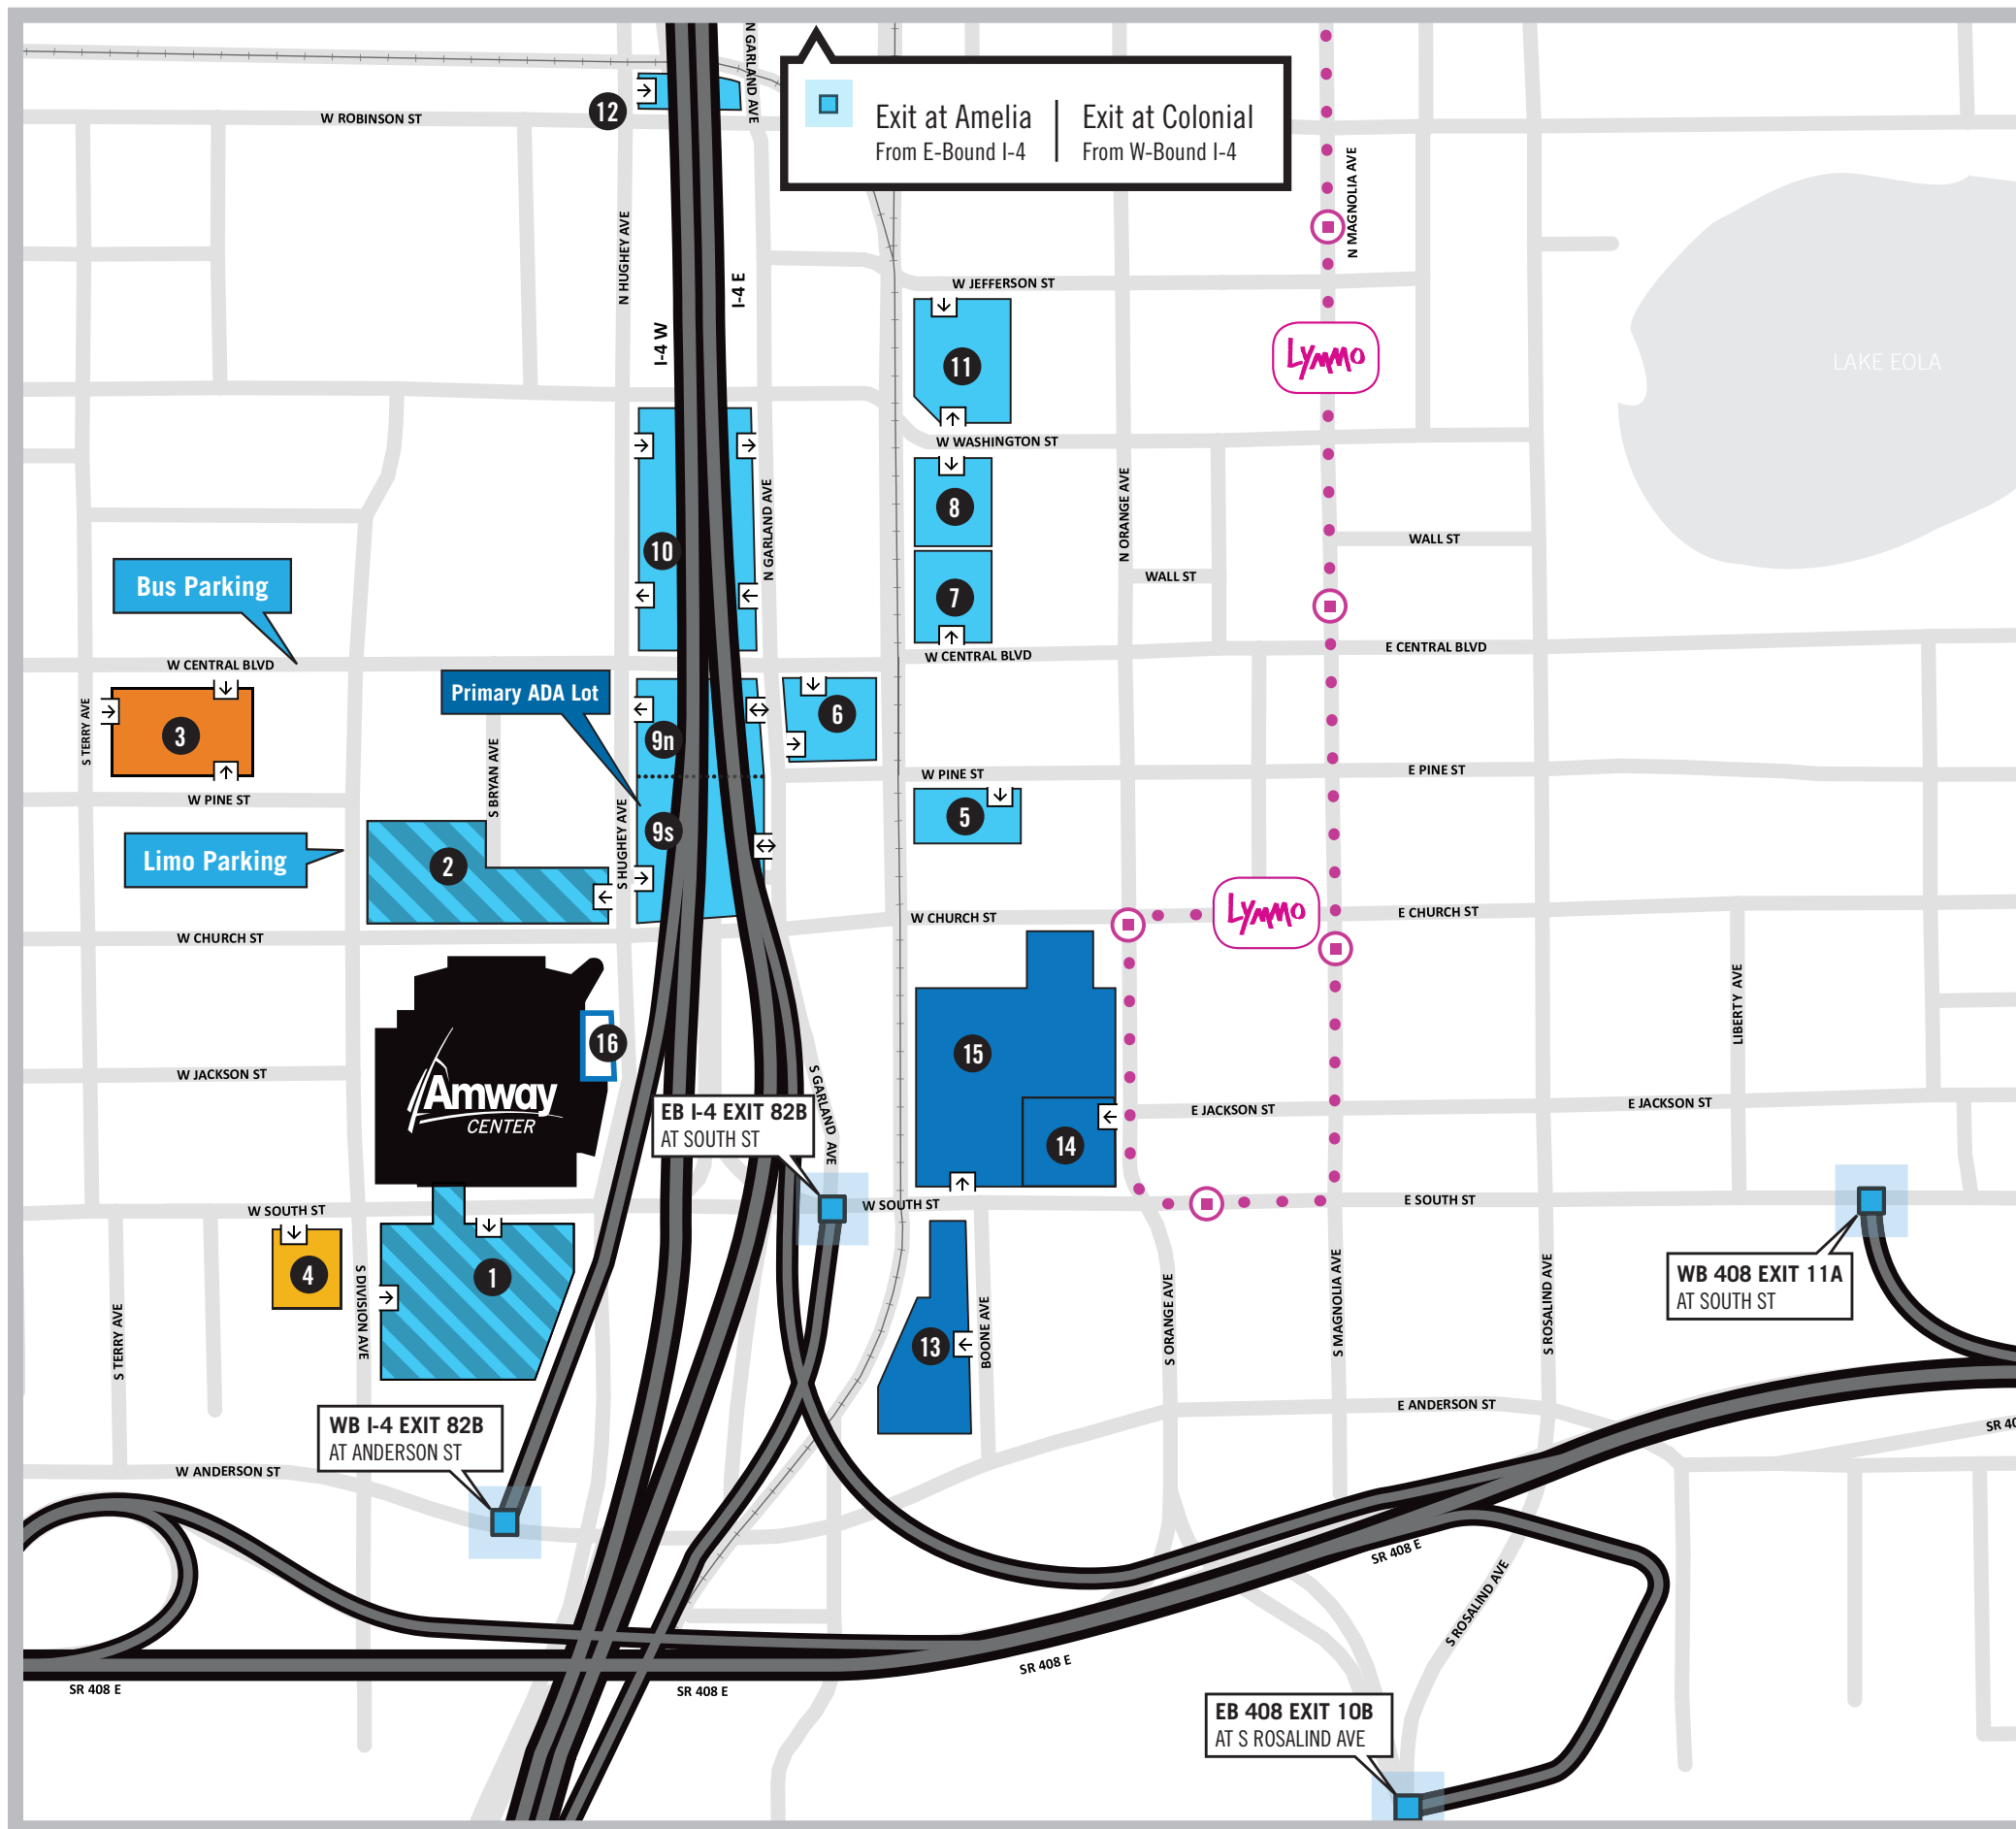 N GARLAND AVE
12
W ROBINSON ST
Exit at Amelia
From E-Bound I-4
Exit at Colonial
From W-Bound I-4
N MAGNOLIA AVE
N HUGHEY AVE
I-4 E
I-4 W
W JEFFERSON ST
11
LYMMO
LAKE EOLA
W WASHINGTON ST
N GARLAND AVE
N ORANGE AVE
8
10
WALL ST
WALL ST
7
Bus Parking
W CENTRAL BLVD
W CENTRAL BLVD
E CENTRAL BLVD
Primary ADA Lot
S TERRY AVE
3
S BRYAN AVE
9n
6
W PINE ST
E PINE ST
W PINE ST
S HUGHEY AVE
9s
5
Limo Parking
2
W CHURCH ST
LYMMO
E CHURCH ST
W CHURCH ST
LIBERTY AVE
16
15
W JACKSON ST
Amway
CENTER
S GARLAND AVE
EB I-4 EXIT 82B
AT SOUTH ST
14
E JACKSON ST
E JACKSON ST
W SOUTH ST
W SOUTH ST
E SOUTH ST
4
1
S DIVISION AVE
S TERRY AVE
13
BOONE AVE
S ORANGE AVE
S MAGNOLIA AVE
S ROSALIND AVE
WB 408 EXIT 11A
AT SOUTH ST
E ANDERSON ST
SR 40
WB I-4 EXIT 82B
AT ANDERSON ST
W ANDERSON ST
SR 408 E
S ROSALIND AVE
SR 408 E
SR 408 E
SR 408 E
EB 408 EXIT 10B
AT S ROSALIND AVE